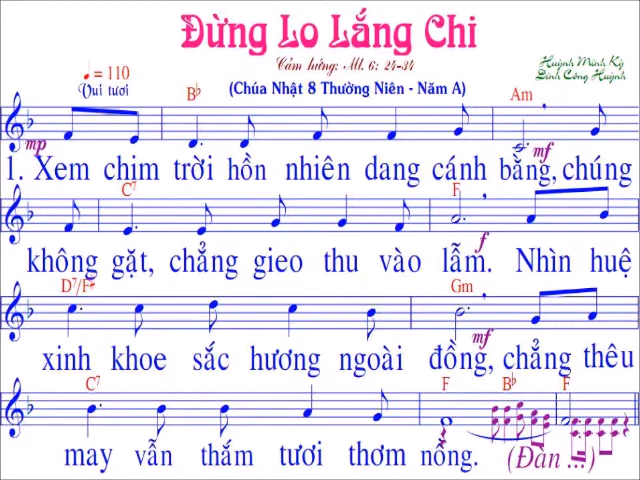 Đừng Lo Lắng Chi
Cảm hứng: Mt. 6: 24-34
Huỳnh Minh Kỳ
Đinh Công Huỳnh
= 110
Vui tươi
(Chúa Nhật 8 Thường Niên - Năm A)
B♭ Am
mp mf
1. Xem chim trời hồn nhiên dang cánh bằng, chúng
C7 F
f
không gặt, chẳng gieo thu vào lẫm. Nhìn huệ
D7/F# Gm
mf
xinh khoe sắc hương ngoài đồng, chẳng thêu
C7 F B♭ F
may vẫn thắm tươi thơm nồng. (Đàn ...)